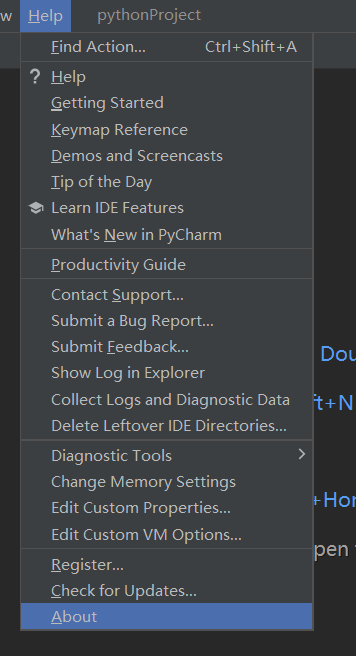 w Help pythonProject
Find Action... Ctrl+Shift+A
Help
Getting Started
Keymap Reference
Demos and Screencasts
Tip of the Day
Learn IDE Features
What's New in PyCharm
Productivity Guide
Contact Support...
Submit a Bug Report...
Submit Feedback...
Show Log in Explorer
Dou
Collect Logs and Diagnostic Data
ft+N
Delete Leftover IDE Directories...
Diagnostic Tools
Change Memory Settings
Edit Custom Properties...
+Hor
Edit Custom VM Options...
pen
Register...
Check for Updates...
About